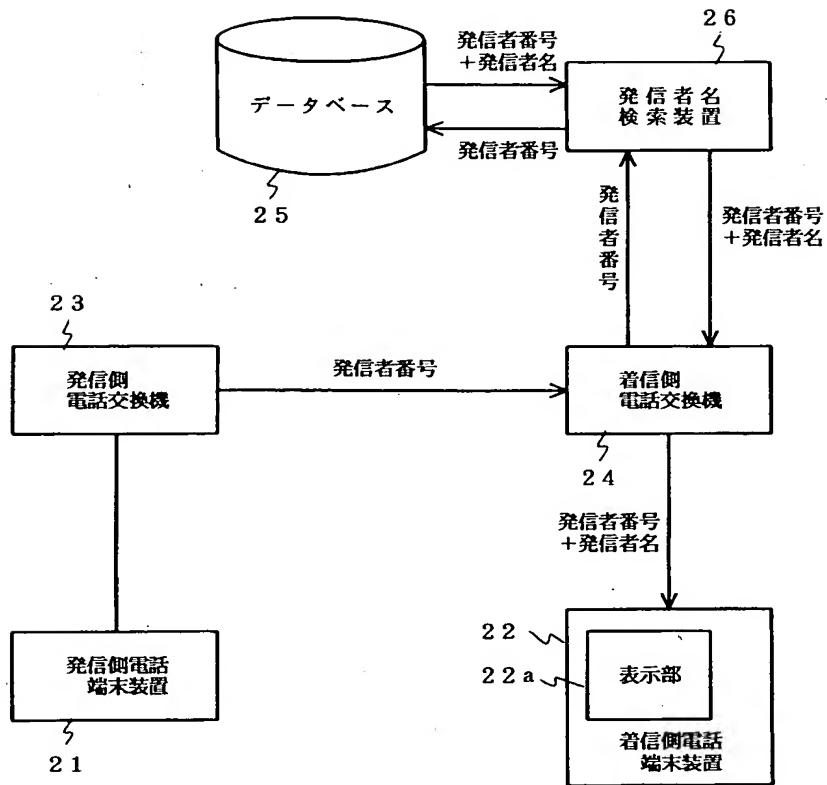 26
発信者番号
+発信者名
発信者名
検索装置
データベース
発信者番号
25
発信者番号
発信者番号
+発信者名
23
発信側
電話交換機
発信者番号
着信側
電話交換機
24
発信者番号
+発信者名
発信側電話
端末装置
21
22
22a
表示部
着信側電話
端末装置